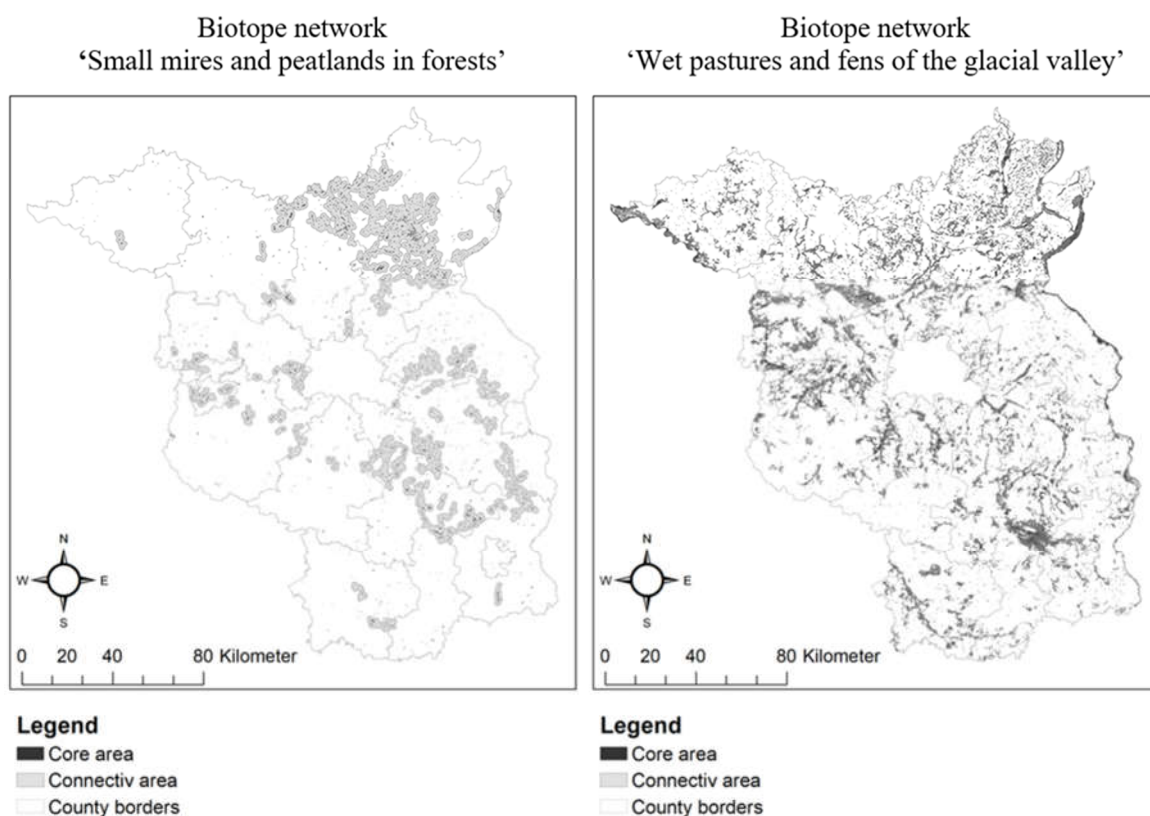 Biotope network
‘Small mires and peatlands in forests’
N
W
E
S
0 20 40 80 Kilometer
Legend
Core area
Connectiv area
County borders
Biotope network
‘Wet pastures and fens of the glacial valley’
N
W
E
S
0 20 40 80 Kilometer
Legend
Core area
Connectiv area
County borders